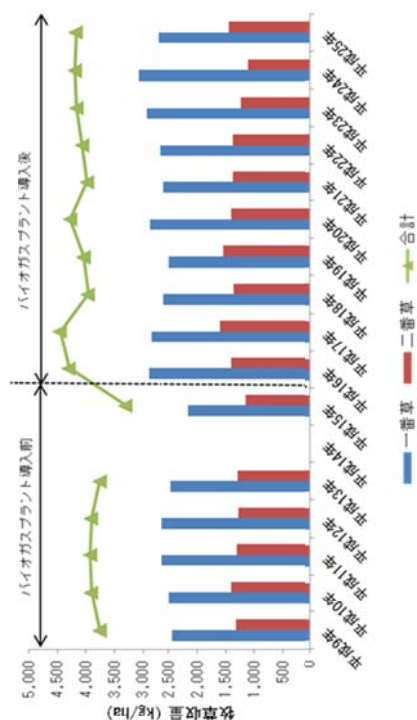 バイオガスプラント導入前
バイオガスプラント導入後
牧草収量 (kg/ha)
5,000
4,500
4,000
3,500
3,000
2,500
2,000
1,500
1,000
500
0
平成9年
平成10年
平成11年
平成12年
平成13年
平成14年
平成15年
平成16年
平成17年
平成18年
平成19年
平成20年
平成21年
平成22年
平成23年
平成24年
平成25年
一番草 二番草 合計